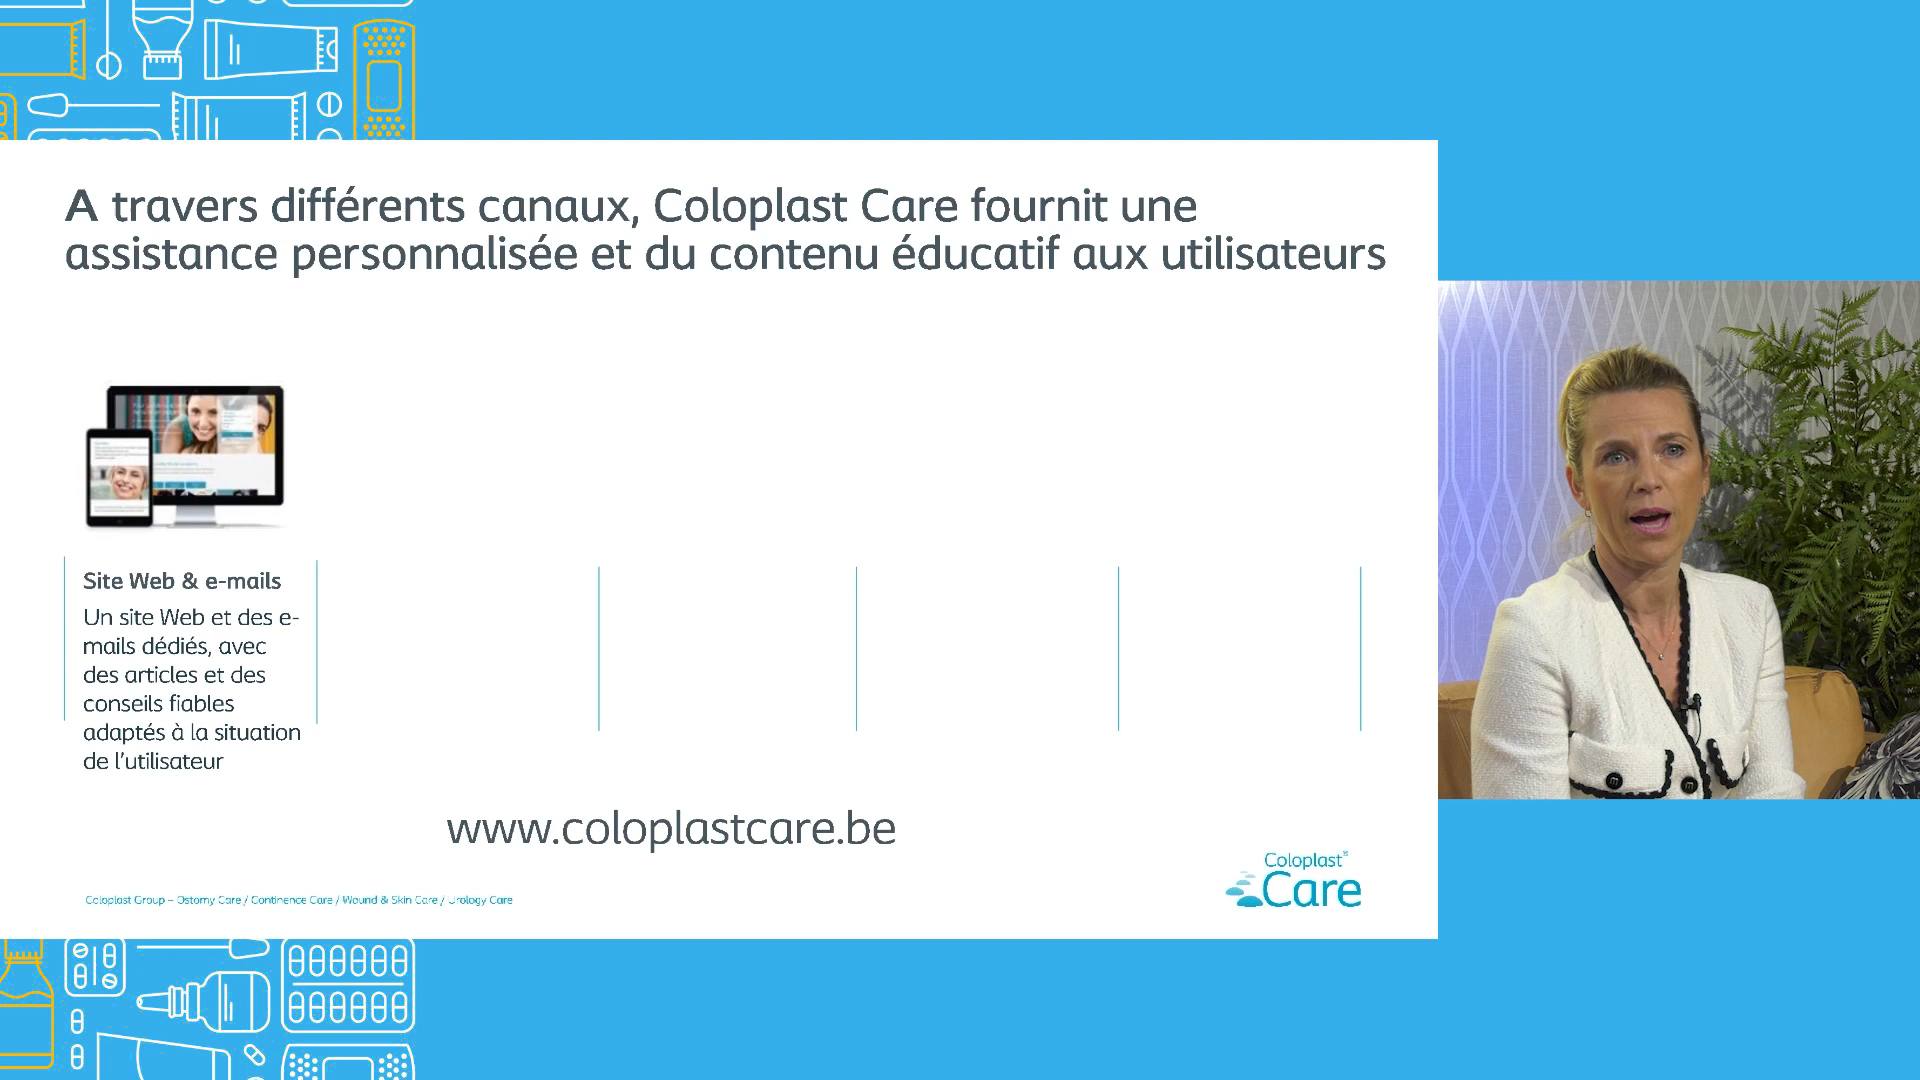 A travers différents canaux, Coloplast Care fournit une
assistance personnalisée et du contenu éducatif aux utilisateurs
Site Web & e-mails
Un site Web et des e-
mails dédiés, avec
des articles et des
conseils fiables
adaptés à la situation
de l'utilisateur
www.coloplastcare.be
Coloplast®
Care
Coloplast Group – Ostomy Care / Continence Care / Wound & Skin Care / Urology Care